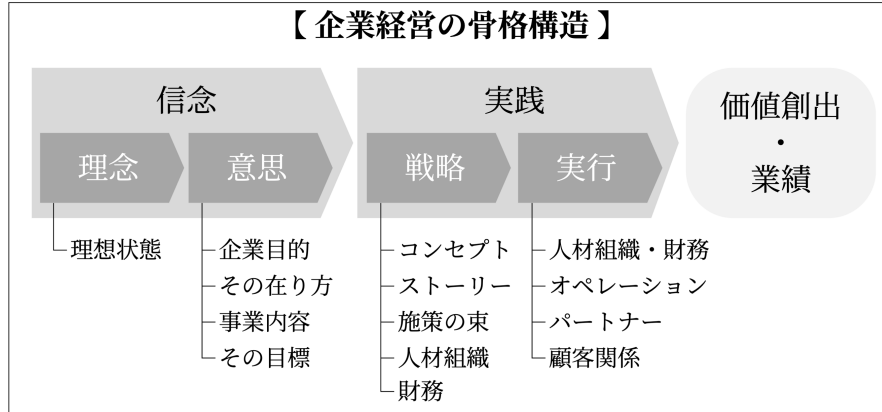 【 企業経営の骨格構造 】
信念
理念
意思
理想状態
企業目的
その在り方
事業内容
その目標
実践
戦略
実行
コンセプト
ストーリー
施策の束
人材組織
財務
人材組織・財務
オペレーション
パートナー
顧客関係
価値創出
・
業績